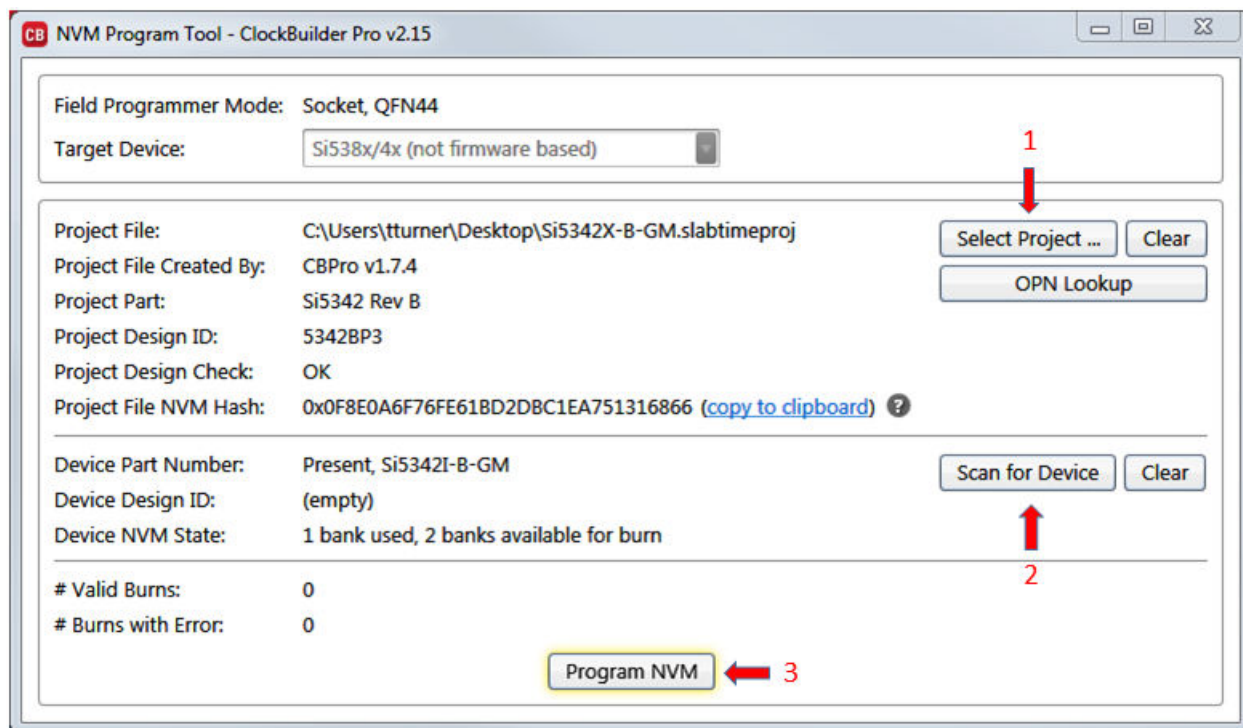 CB NVM Program Tool - ClockBuilder Pro v2.15
Field Programmer Mode: Socket, QFN44
Target Device: Si538x/4x (not firmware based)
1
Project File: C:\Users\tturner\Desktop\Si5342X-B-GM.slabtimeproj Select Project ... Clear
Project File Created By: CBPro v1.7.4
OPN Lookup
Project Part: Si5342 Rev B
Project Design ID: 5342BP3
Project Design Check: OK
Project File NVM Hash: 0x0F8E0A6F76FE61BD2DBC1EA751316866 (copy to clipboard) ?
Device Part Number: Present, Si5342I-B-GM Scan for Device Clear
Device Design ID: (empty)
Device NVM State: 1 bank used, 2 banks available for burn
2
# Valid Burns: 0
# Burns with Error: 0
Program NVM 3